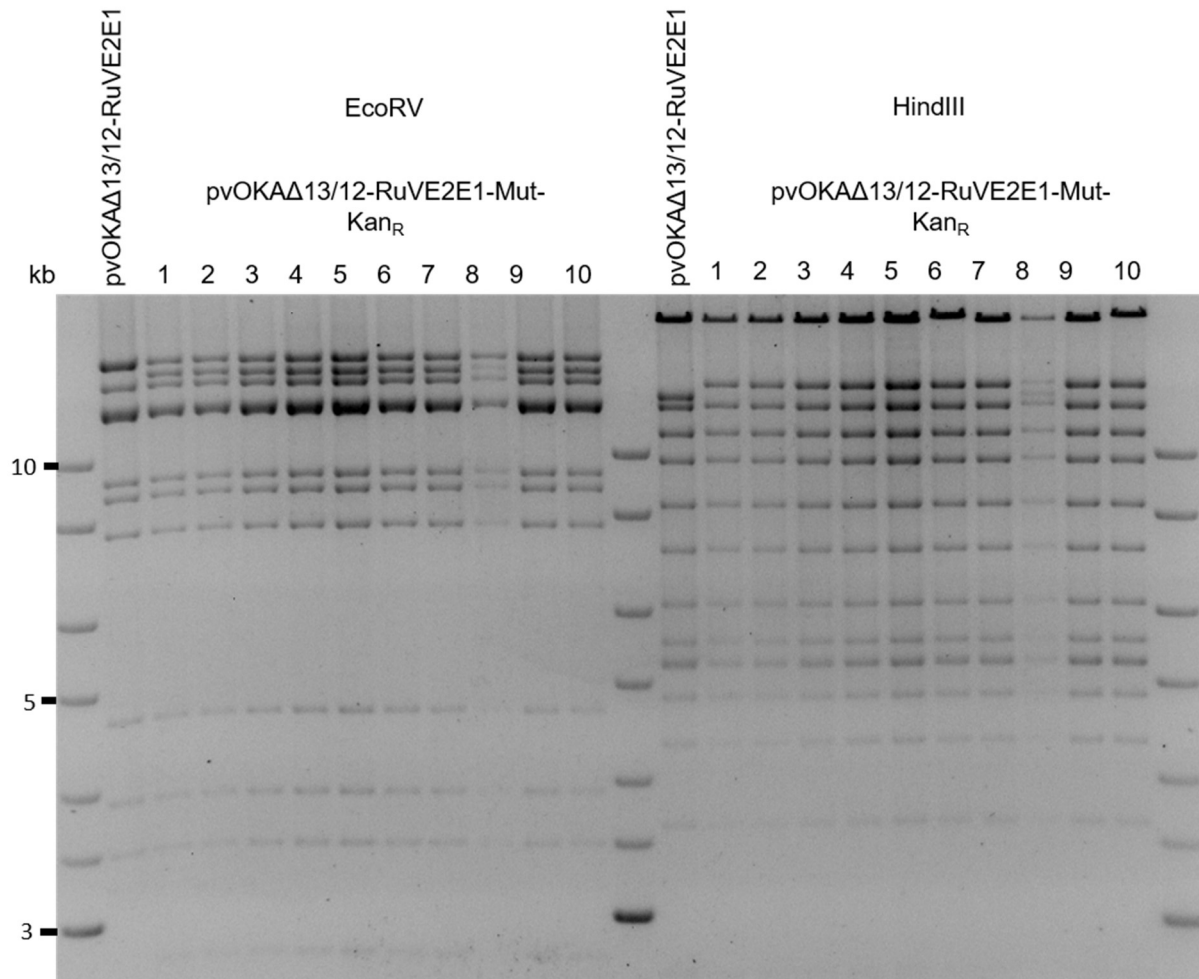 pvOKAΔ13/12-RuVE2E1
EcoRV
pvOKAΔ13/12-RuVE2E1-Mut-
Kan_R
pvOKAΔ13/12-RuVE2E1
HindIII
pvOKAΔ13/12-RuVE2E1-Mut-
Kan_R
kb
1 2 3 4 5 6 7 8 9 10
1 2 3 4 5 6 7 8 9 10
10
5
3